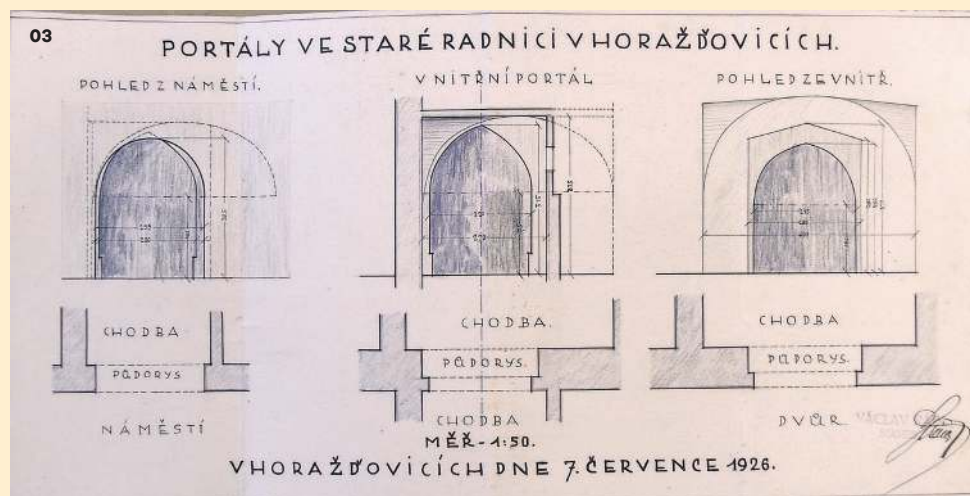 03
PORTÁLY VE STARÉ RADNICI V HORAŽĎOVICÍCH.
POHLED Z NÁMĚSTÍ.
VNITŘNÍ PORTÁL
POHLED ZEVNITŘ.
CHODBA
PŮDORYS
NÁMĚSTÍ
CHODBA.
PŮDORYS.
CHODBA
CHODBA
PŮDORYS.
DVŮR
VÁCLAV
MĚŘ - 1:50.
V HORAŽĎOVICÍCH DNE 7. ČERVENCE 1926.